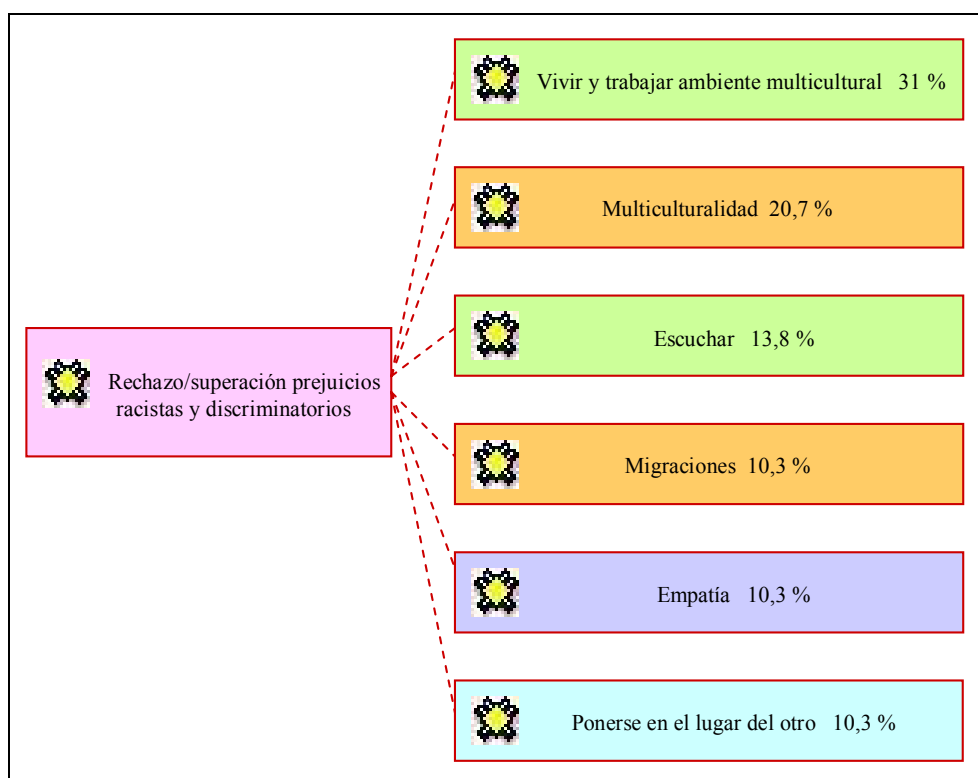 Vivir y trabajar ambiente multicultural 31 %
Multiculturalidad 20,7 %
Escuchar 13,8 %
Rechazo/superación prejuicios
racistas y discriminatorios
Migraciones 10,3 %
Empatía 10,3 %
Ponerse en el lugar del otro 10,3 %